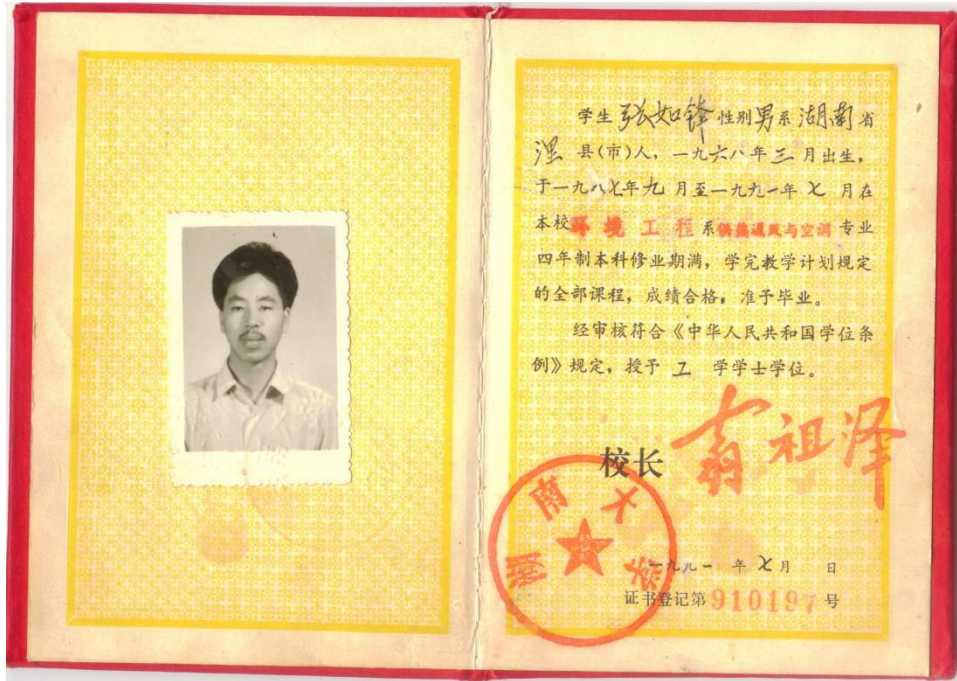 学生张如锋性别男系湖南省
澧县(市)人,一九六八年三月出生,
于一九八七年九月至一九九一年七月在
本校环境工程系供热通风与空调专业
四年制本科修业期满,学完教学计划规定
的全部课程,成绩合格,准予毕业。
经审核符合《中华人民共和国学位条
例》规定,授予工学学士学位。
校长 翁祖泽
湖南大学
一九九一年七月 日
证书登记第910197号